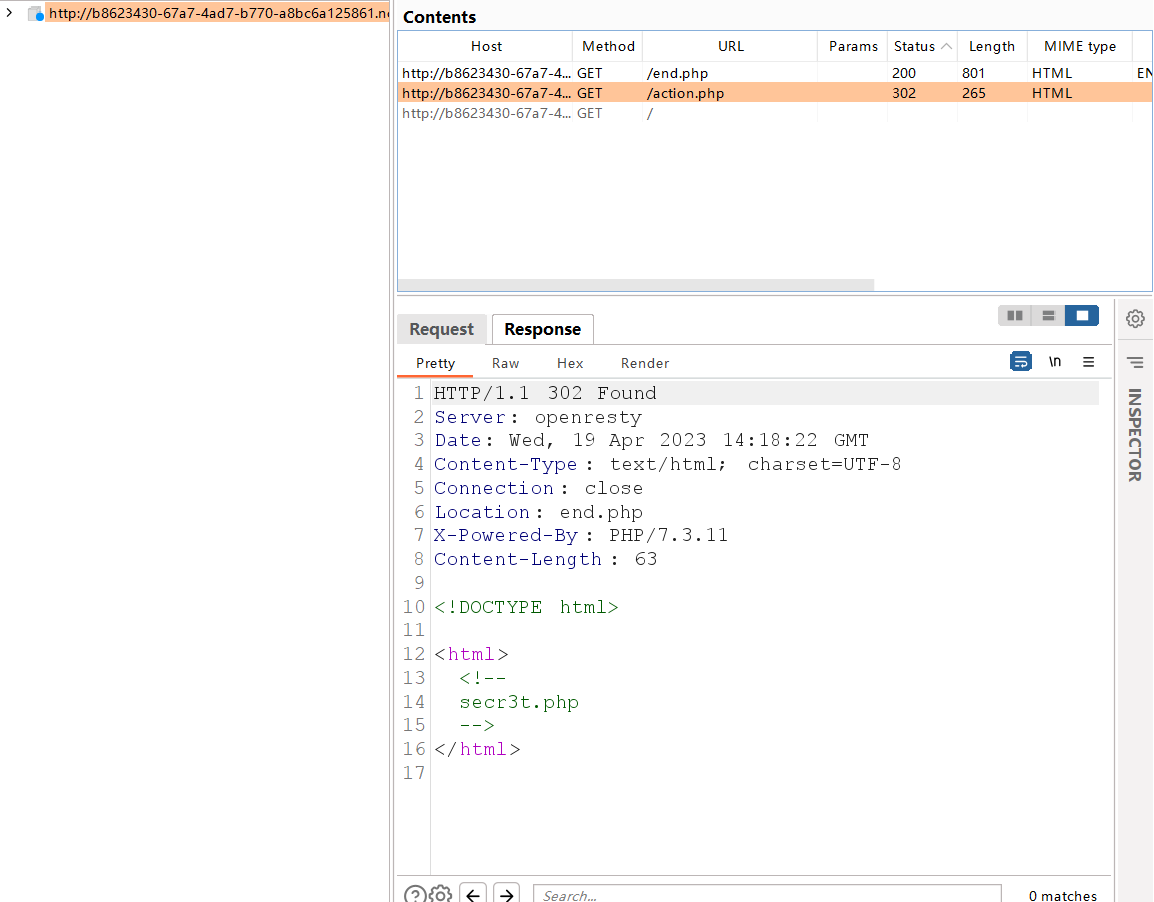 http://b8623430-67a7-4ad7-b770-a8bc6a125861.n
Contents
Host Method URL Params Status Length MIME type
http://b8623430-67a7-4... GET /end.php 200 801 HTML EN
http://b8623430-67a7-4... GET /action.php 302 265 HTML
http://b8623430-67a7-4... GET /
Request Response
Pretty Raw Hex Render \n
INSPECTOR
1 HTTP/1.1 302 Found
2 Server: openresty
3 Date: Wed, 19 Apr 2023 14:18:22 GMT
4 Content-Type: text/html; charset=UTF-8
5 Connection: close
6 Location: end.php
7 X-Powered-By: PHP/7.3.11
8 Content-Length: 63
9
10 <!DOCTYPE html>
11
12 <html>
13 <!--
14 secr3t.php
15 -->
16 </html>
17
Search... 0 matches